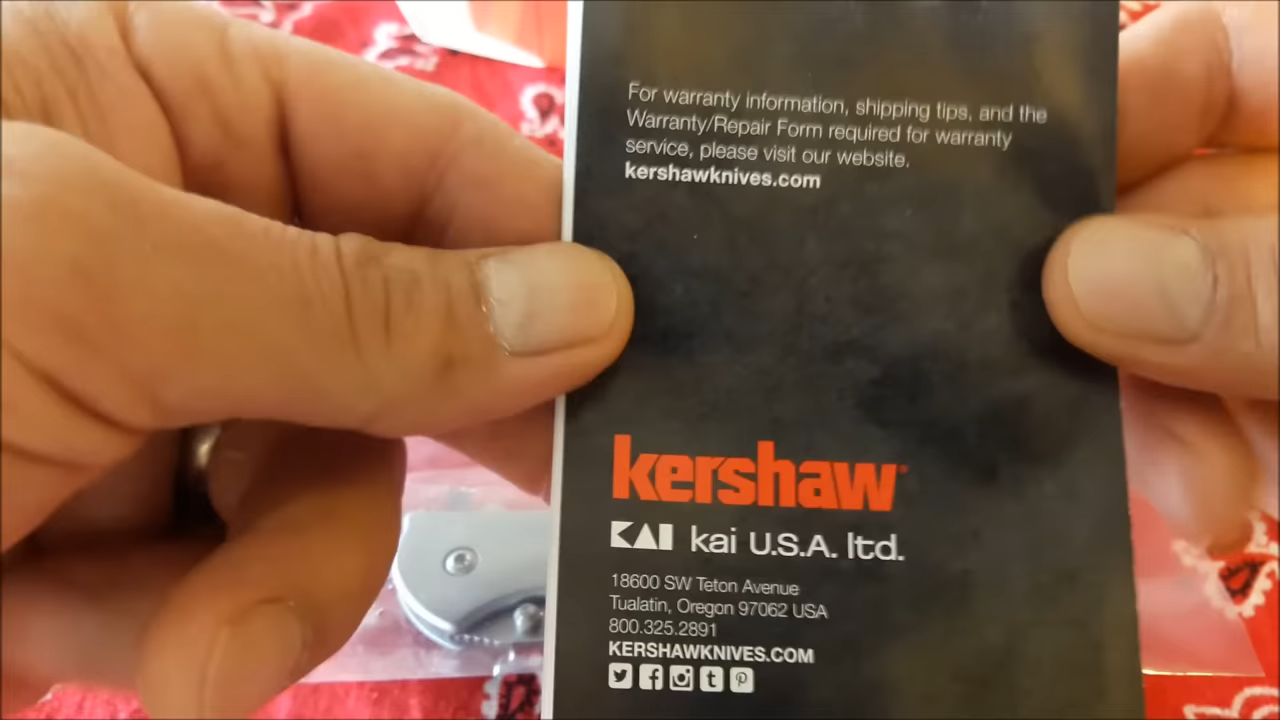 For warranty information, shipping tips, and the
Warranty/Repair Form required for warranty
service, please visit our website.
kershawknives.com
kershaw
KAI kai U.S.A. ltd.
18600 SW Teton Avenue
Tualatin, Oregon 97062 USA
800.325.2891
KERSHAWKNIVES.COM